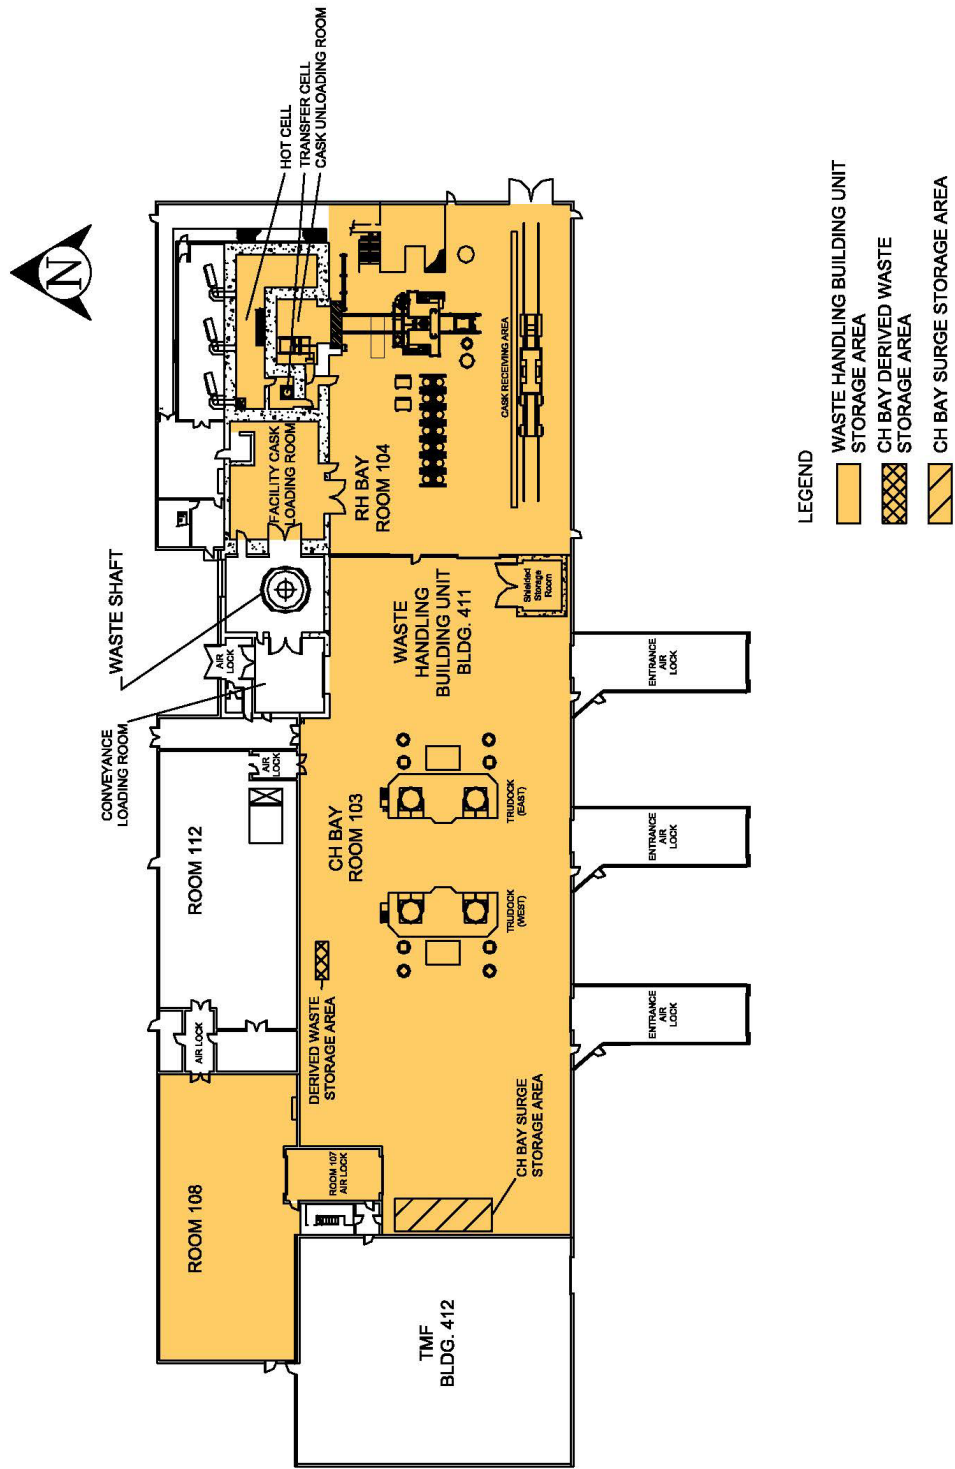 N
WASTE SHAFT
CONVEYANCE
LOADING ROOM
HOT CELL
TRANSFER CELL
CASK UNLOADING ROOM
ROOM 108
AIR LOCK
ROOM 112
AIR
LOCK
AIR
LOCK
FACILITY CASK
LOADING ROOM
ROOM 107
AIR LOCK
DERIVED WASTE
STORAGE AREA
CH BAY
ROOM 103
WASTE
HANDLING
BUILDING UNIT
BLDG. 411
RH BAY
ROOM 104
TMF
BLDG. 412
CH BAY SURGE
STORAGE AREA
TRUDOCK
(WEST)
TRUDOCK
(EAST)
Shielded
Storage
Room
CASK RECEIVING AREA
ENTRANCE
AIR
LOCK
ENTRANCE
AIR
LOCK
ENTRANCE
AIR
LOCK
LEGEND
WASTE HANDLING BUILDING UNIT
STORAGE AREA
CH BAY DERIVED WASTE
STORAGE AREA
CH BAY SURGE STORAGE AREA